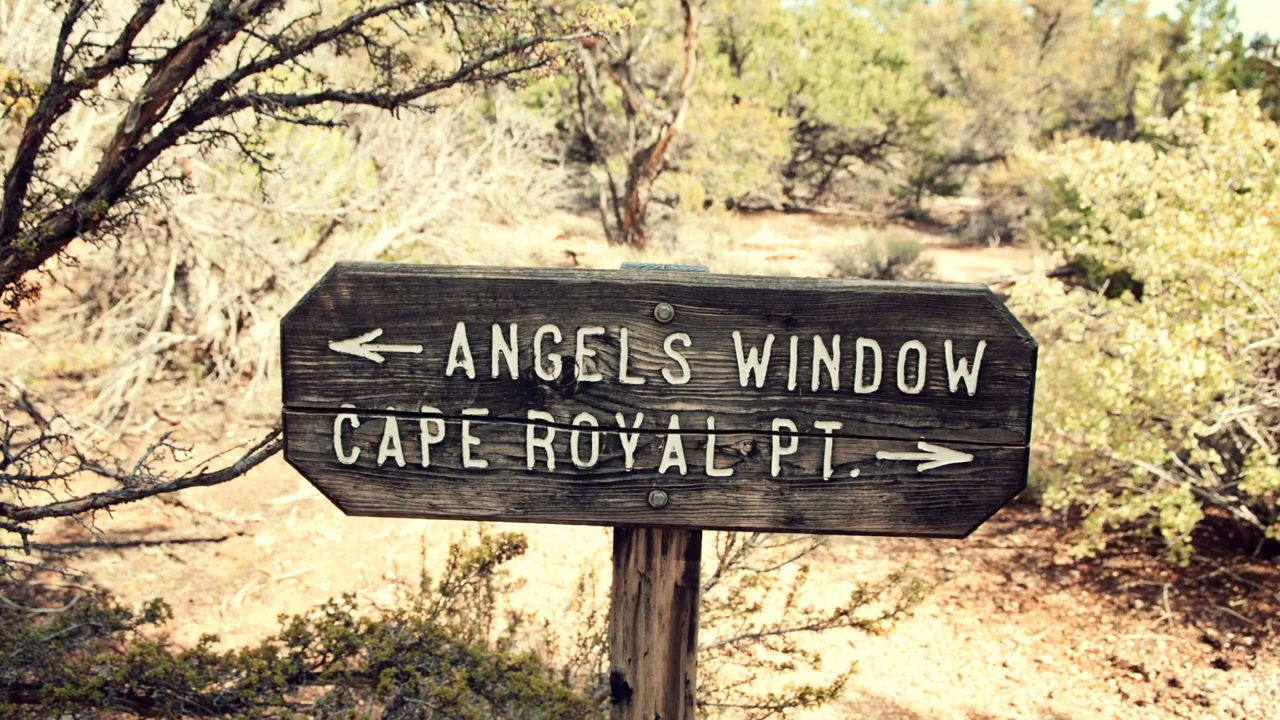 ← ANGELS WINDOW
CAPE ROYAL PT. →